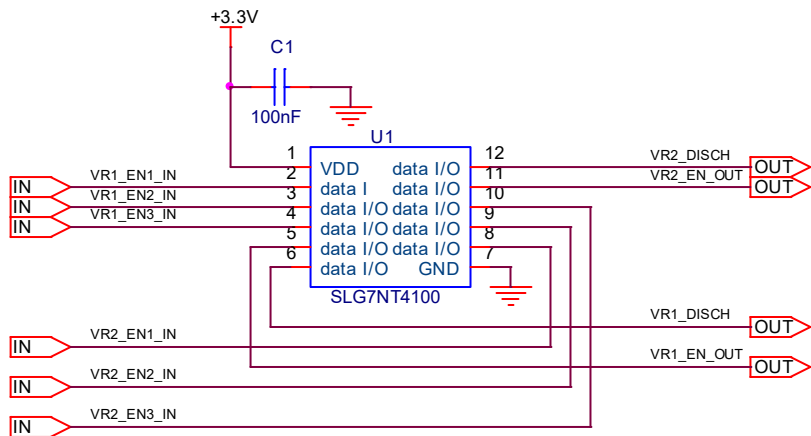 +3.3V
C1
100nF
U1
1 VDD data I/O 12
2 data I data I/O 11
3 data I/O data I/O 10
4 data I/O data I/O 9
5 data I/O data I/O 8
6 data I/O GND 7
SLG7NT4100
IN VR1_EN1_IN
IN VR1_EN2_IN
IN VR1_EN3_IN
VR2_DISCH OUT
VR2_EN_OUT OUT
VR1_DISCH OUT
IN VR2_EN1_IN
VR1_EN_OUT OUT
IN VR2_EN2_IN
IN VR2_EN3_IN